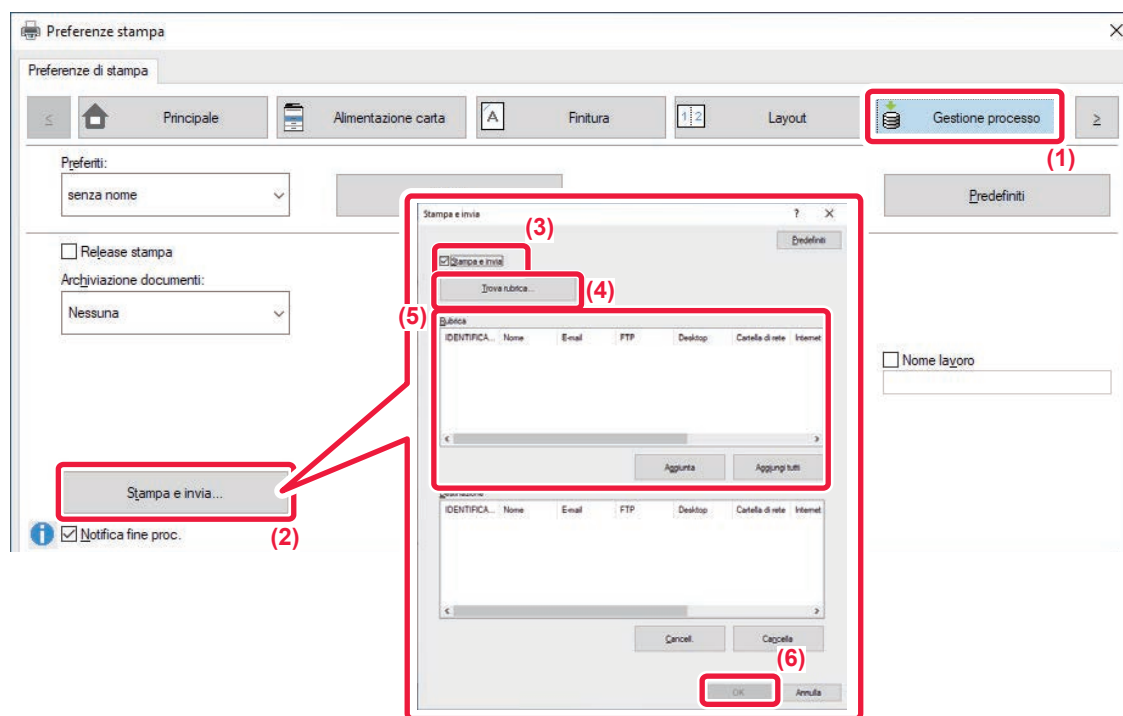 Preferenze stampa
Preferenze di stampa
< Principale Alimentazione carta Finitura Layout Gestione processo >
(1)
Preferiti:
senza nome
Predefiniti
Release stampa
Archiviazione documenti:
Nessuna
Nome lavoro
Stampa e invia...
(2)
Notifica fine proc.
Stampa e invia ?
(3)
Predefiniti
Stampa e invia
Trova rubrica...
(4)
(5)
Rubrica
IDENTIFICA... Nome E-mail FTP Desktop Cartella di rete Internet
Aggiunta Aggiungi tutti
IDENTIFICA... Nome E-mail FTP Desktop Cartella di rete Internet
Cancell. Cancella
(6)
OK Annulla